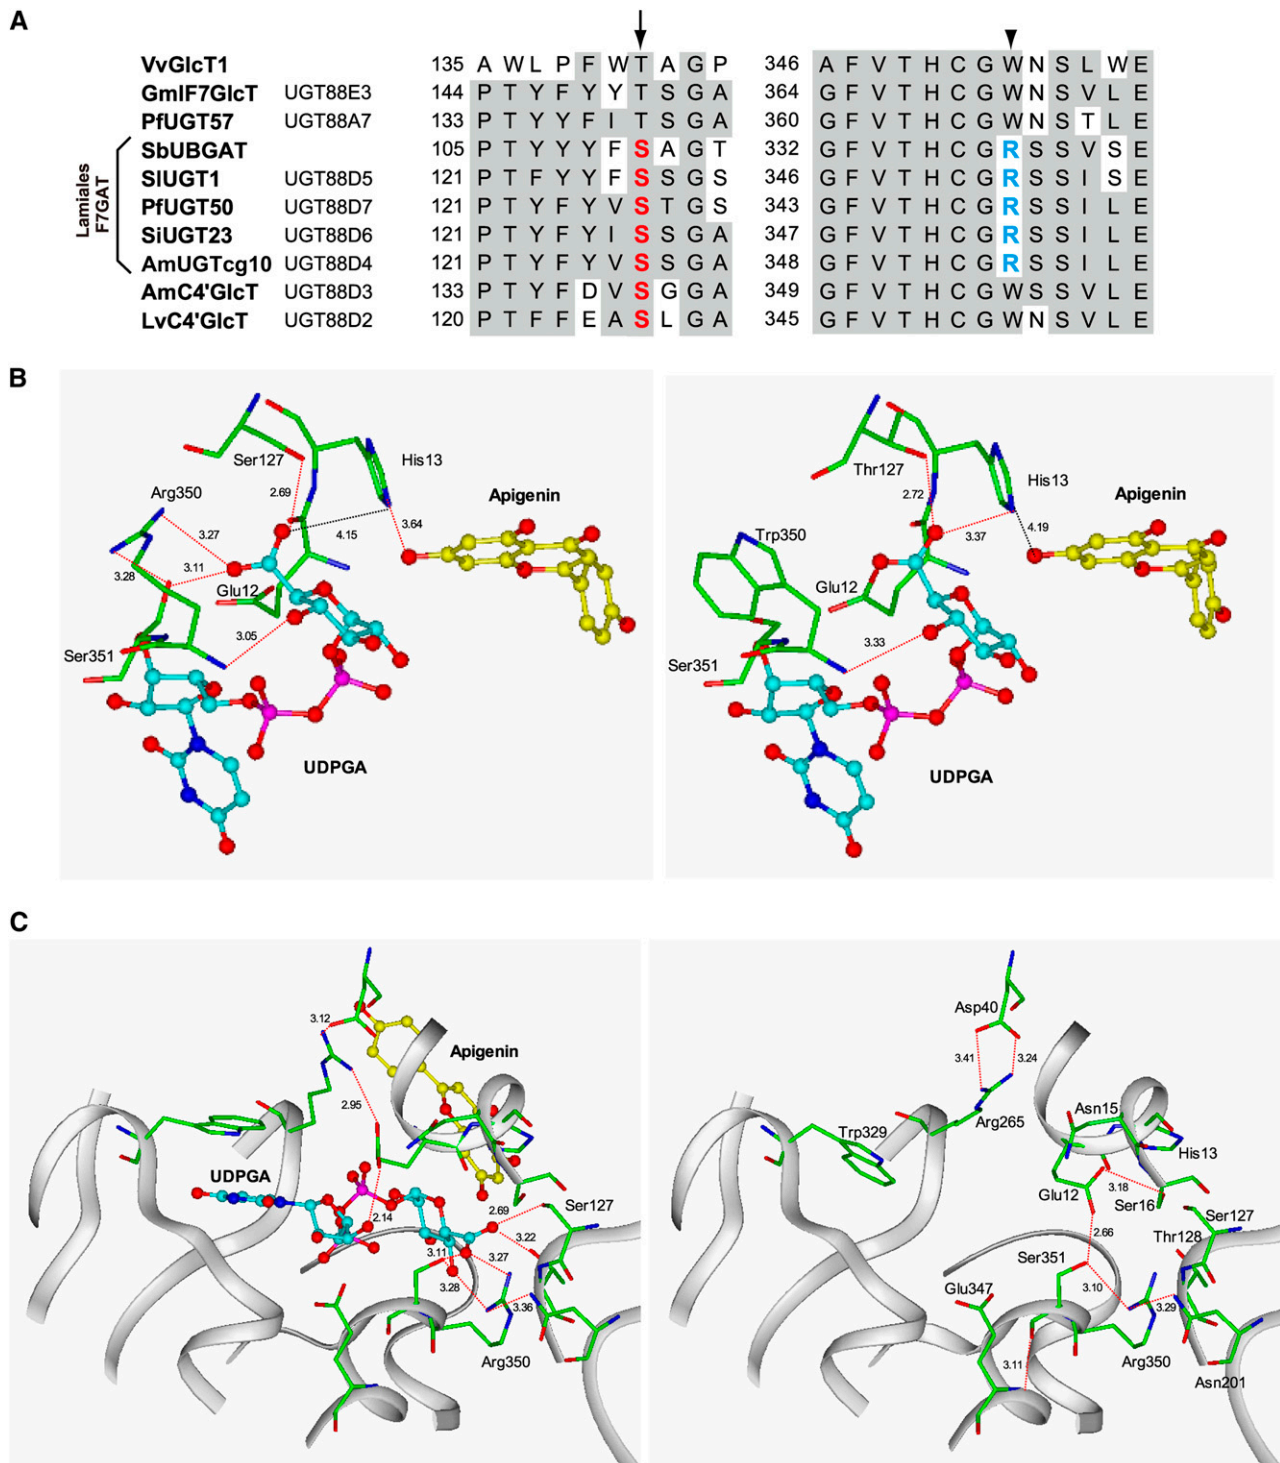 A
VvGlcT1 135 A W L P F W T A G P 346 A F V T H C G W N S L W E
GmIF7GlcT UGT88E3 144 P T Y F Y Y T S G A 364 G F V T H C G W N S V L E
PfUGT57 UGT88A7 133 P T Y Y F I T S G A 360 G F V T H C G W N S T L E
SbUBGAT 105 P T Y Y Y F S A G T 332 G F V T H C G R S S V S E
SlUGT1 UGT88D5 121 P T F Y Y F S S G S 346 G F V T H C G R S S I S E
PfUGT50 UGT88D7 121 P T Y F Y V S T G S 343 G F V T H C G R S S I L E
SiUGT23 UGT88D6 121 P T Y F Y I S S G A 347 G F V T H C G R S S I L E
AmUGTcg10 UGT88D4 121 P T Y F Y V S S G A 348 G F V T H C G R S S I L E
AmC4'GlcT UGT88D3 133 P T Y F D V S G G A 349 G F V T H C G W S S V L E
LvC4'GlcT UGT88D2 120 P T F F E A S L G A 345 G F V T H C G W N S V L E
Lamiales
F7GAT
B
Ser127
His13
Arg350
2.69
Apigenin
3.64
3.27
4.15
3.28
3.11
Glu12
3.05
Ser351
UDPGA
Thr127
His13
2.72
Apigenin
4.19
3.37
Trp350
Glu12
3.33
Ser351
UDPGA
C
3.12
Apigenin
2.95
UDPGA
2.14
2.69
Ser127
3.22
3.11
3.27
3.28
3.36
Arg350
Asp40
3.41
3.24
Arg265
Asn15
Trp329
His13
Glu12
3.18
Ser16
Ser127
2.66
Thr128
Ser351
Glu347
3.10
3.29
3.11
Arg350
Asn201